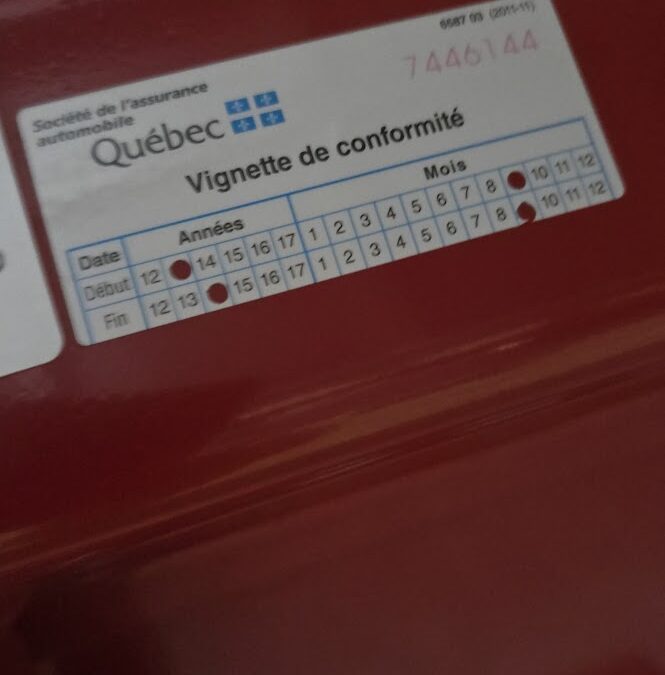 6587 03 (2011-11)
7446144
Société de l'assurance
automobile
Québec
Vignette de conformité
Date Années Mois
Début 12 14 15 16 17 1 2 3 4 5 6 7 8 10 11 12
Fin 12 13 15 16 17 1 2 3 4 5 6 7 8 10 11 12